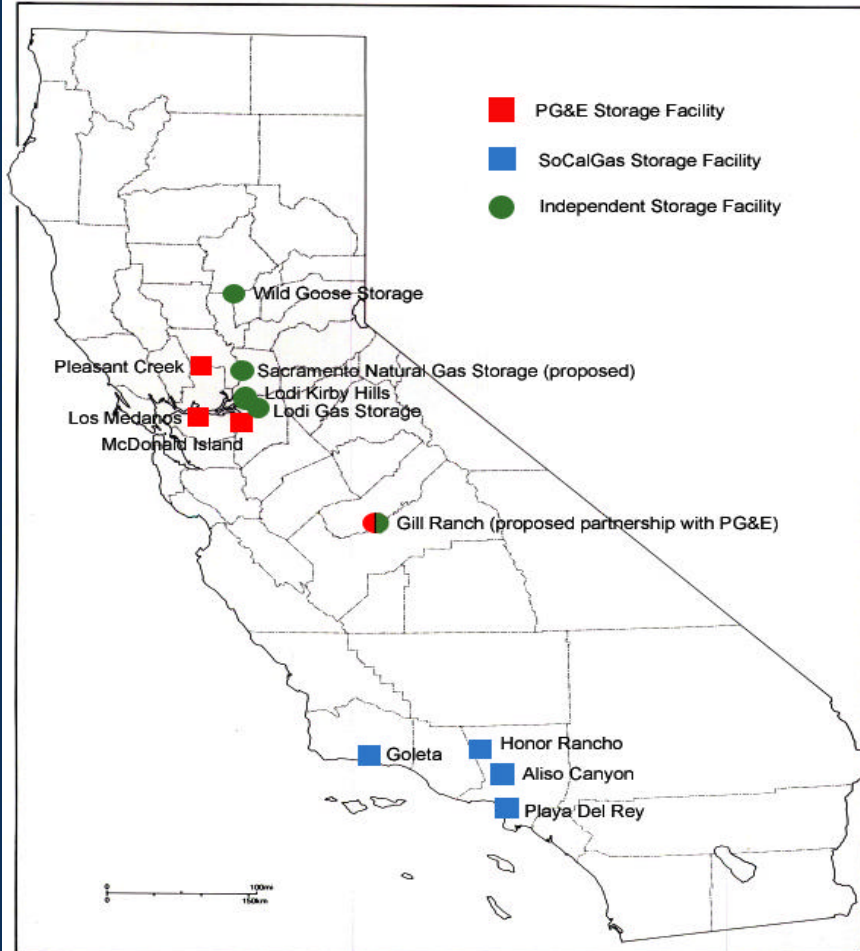 PG&E Storage Facility
SoCalGas Storage Facility
Independent Storage Facility
Wild Goose Storage
Pleasant Creek
Sacramento Natural Gas Storage (proposed)
Lodi Kirby Hills
Los Medanos
Lodi Gas Storage
McDonald Island
Gill Ranch (proposed partnership with PG&E)
Honor Rancho
Goleta
Aliso Canyon
Playa Del Rey
0
100mi
150km